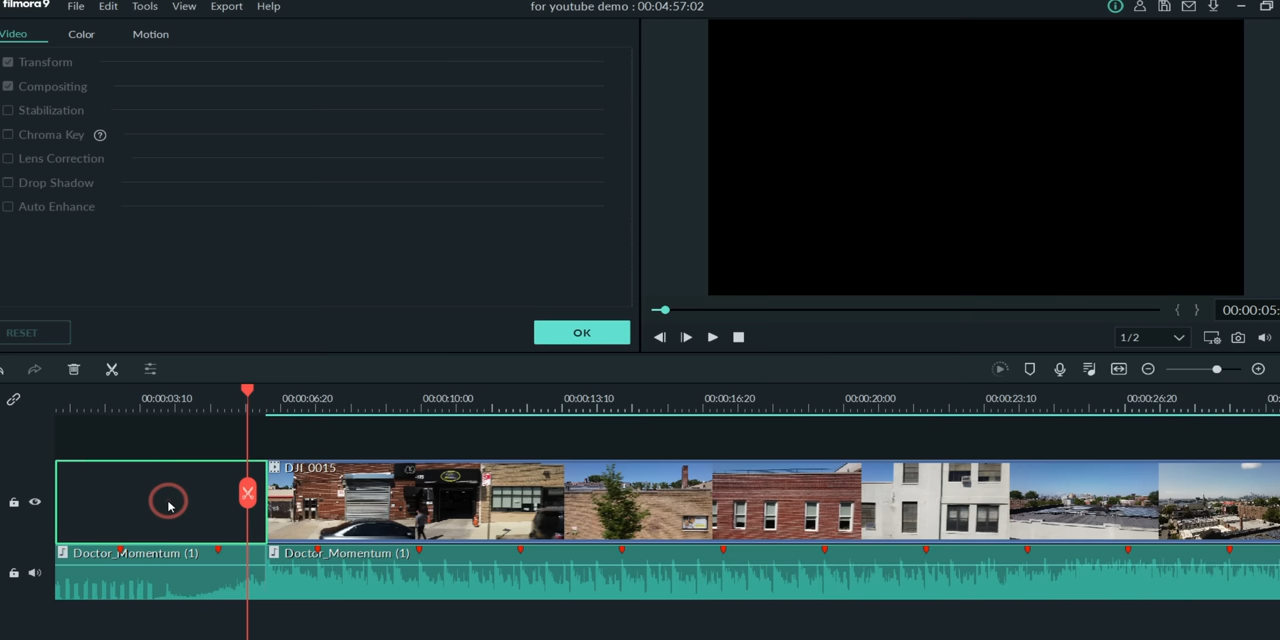 filmora9 File Edit Tools View Export Help for youtube demo : 00:04:57:02
Video Color Motion
Transform
Compositing
Stabilization
Chroma Key ?
Lens Correction
Drop Shadow
Auto Enhance
RESET OK
{ } 00:00:05:
1/2
00:00:03:10 00:00:06:20 00:00:10:00 00:00:13:10 00:00:16:20 00:00:20:00 00:00:23:10 00:00:26:20 00:
DJI_0015
Doctor_Momentum (1) Doctor_Momentum (1)